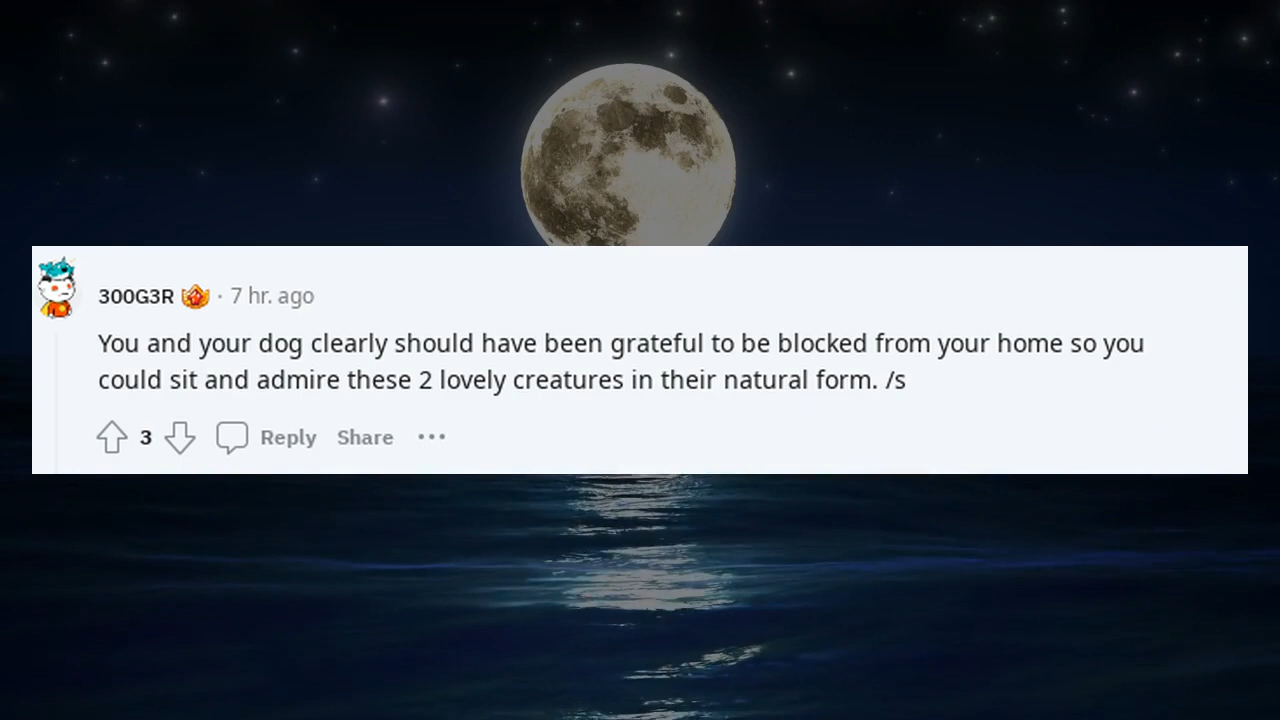 300G3R · 7 hr. ago
You and your dog clearly should have been grateful to be blocked from your home so you
could sit and admire these 2 lovely creatures in their natural form. /s
3 Reply Share ···